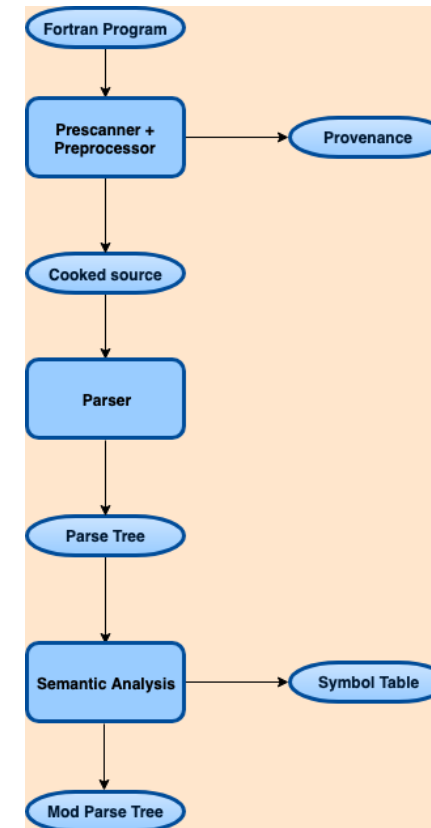 Fortran Program
Prescanner +
Preprocessor
Provenance
Cooked source
Parser
Parse Tree
Semantic Analysis
Symbol Table
Mod Parse Tree